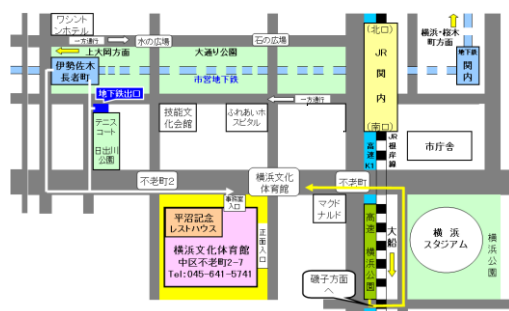 ワシント
ンホテル
一方通行
水の広場
石の広場
(北口)
横浜・桜木
町方面
上大岡方面
大通り公園
JR
関
内
地下鉄
関
内
伊勢佐木
長者町
市営地下鉄
地下鉄出口
一方通行
テニス
コート
日出川
公園
技能文
化会館
ふれあいホ
スピタル
(南口)
高
速
K1
JR
根
岸
線
市庁舎
不老町2
横浜文化
体育館
不老町
事務室
入口
マクド
ナルド
平沼記念
レストハウス
正
面
入
口
横浜文化体育館
中区不老町2-7
Tel:045-641-5741
高
速
横
浜
公
園
大
船
横 浜
スタジアム
横
浜
公
園
磯子方面
へ